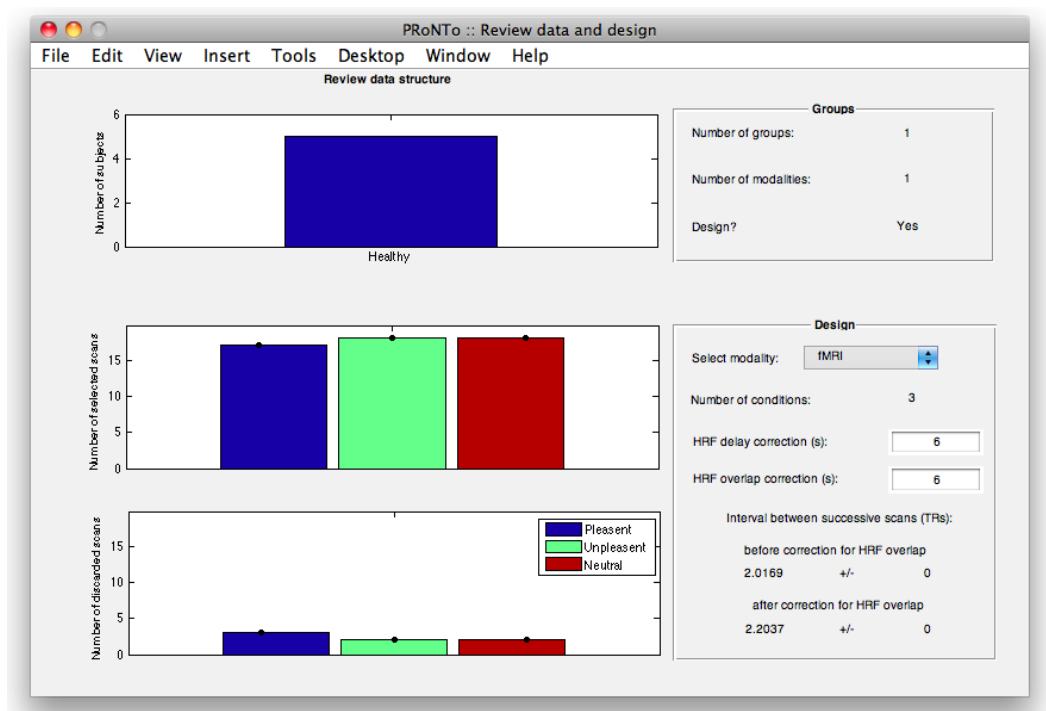 PRoNTo :: Review data and design
File Edit View Insert Tools Desktop Window Help
Review data structure
Number of subjects
6
4
2
0
Healthy
Groups
Number of groups: 1
Number of modalities: 1
Design? Yes
Number of selected scans
15
10
5
0
Design
Select modality: fMRI
Number of conditions: 3
HRF delay correction (s): 6
HRF overlap correction (s): 6
Interval between successive scans (TRs):
before correction for HRF overlap
2.0169 +/- 0
after correction for HRF overlap
2.2037 +/- 0
Number of discarded scans
15
10
5
0
Pleasent
Unpleasent
Neutral